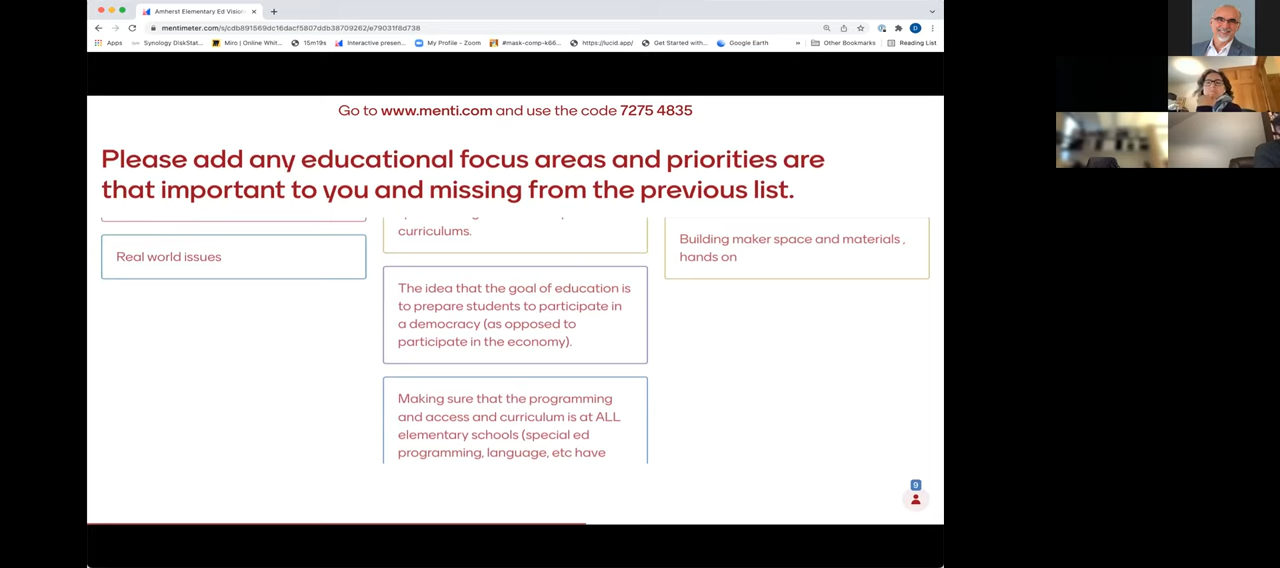 Amherst Elementary Ed Vision
mentimeter.com/s/cdb891569dc16dacf5807ddb38709262/e79031f8d738
Apps
Synology DiskStat...
Miro | Online Whit...
15m19s
Interactive presen...
My Profile - Zoom
#mask-comp-k66...
https://lucid.app/
Get Started with...
Google Earth
»
Other Bookmarks
Reading List
Go to www.menti.com and use the code 7275 4835
Please add any educational focus areas and priorities are
that important to you and missing from the previous list.
Real world issues
curriculums.
The idea that the goal of education is
to prepare students to participate in
a democracy (as opposed to
participate in the economy).
Making sure that the programming
and access and curriculum is at ALL
elementary schools (special ed
programming, language, etc have
Building maker space and materials ,
hands on
9